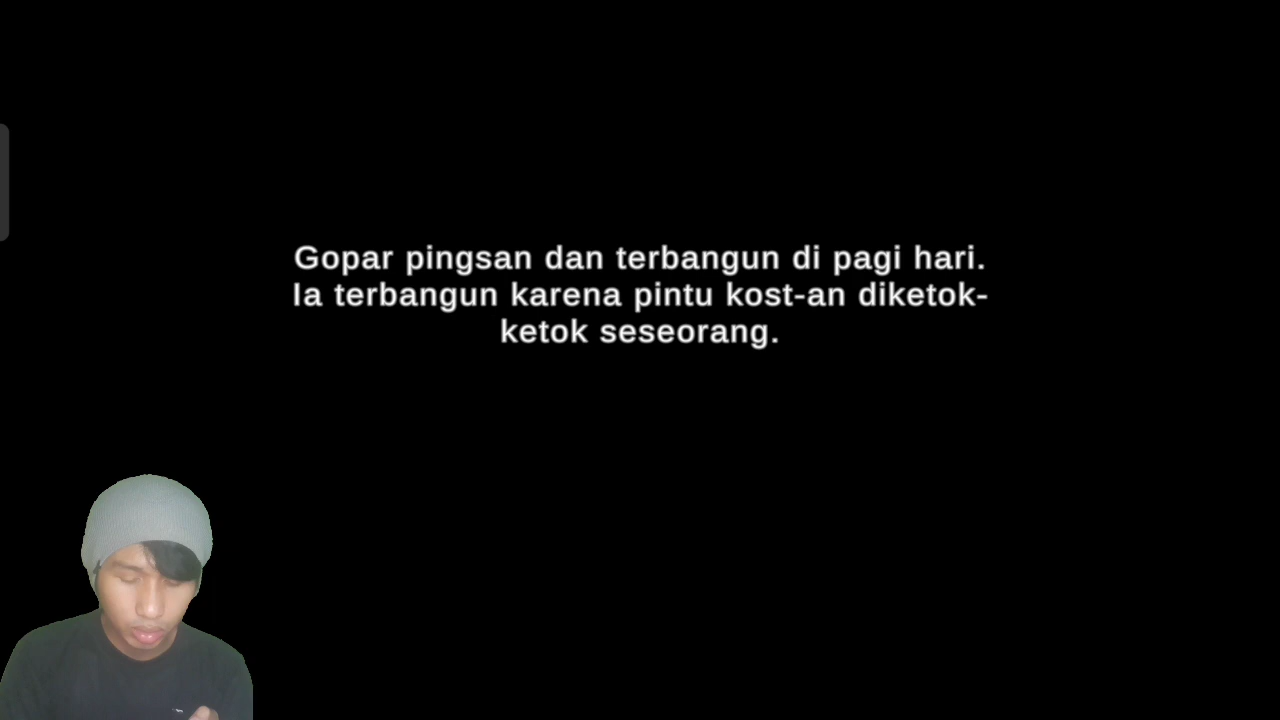 Gopar pingsan dan terbangun di pagi hari.
Ia terbangun karena pintu kost-an diketok-
ketok seseorang.